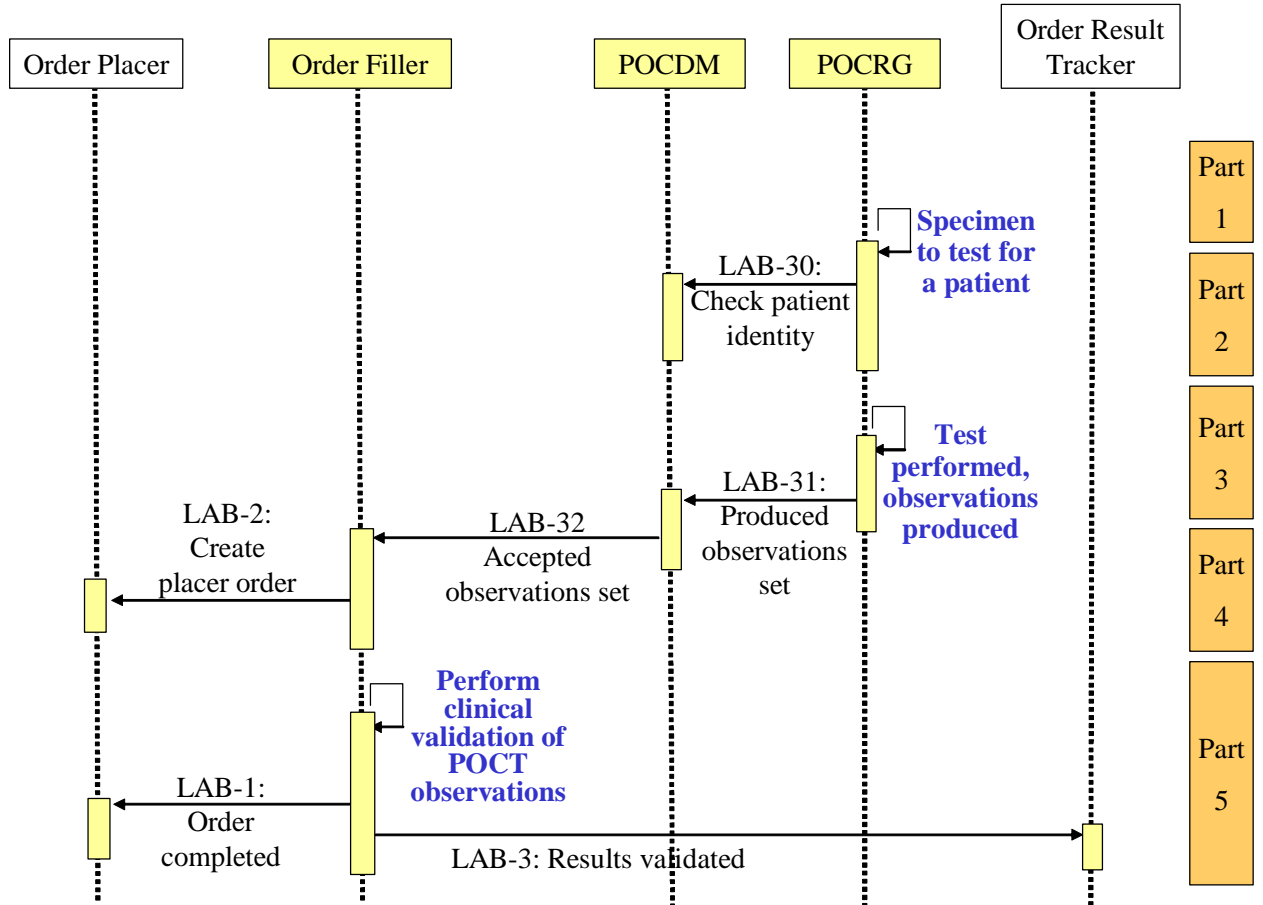 Order Placer
Order Filler
POCDM
POCRG
Order Result
Tracker
Part
1
Specimen
to test for
a patient
LAB-30:
Check patient
identity
Part
2
Test
performed,
observations
produced
Part
3
LAB-31:
Produced
observations
set
LAB-32
Accepted
observations set
LAB-2:
Create
placer order
Part
4
Perform
clinical
validation of
POCT
observations
Part
5
LAB-1:
Order
completed
LAB-3: Results validated